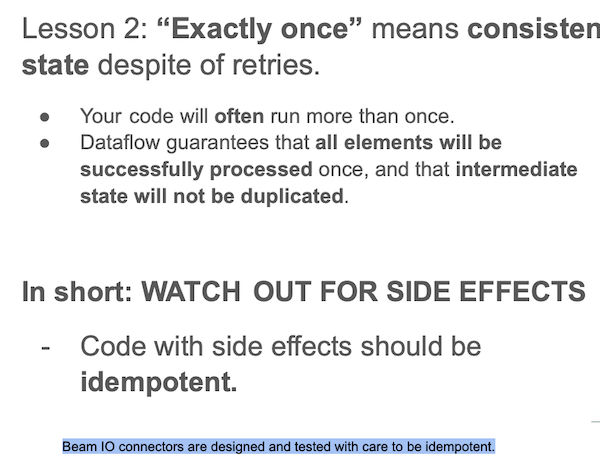 Lesson 2: “Exactly once” means consisten
state despite of retries.
● Your code will often run more than once.
● Dataflow guarantees that all elements will be
successfully processed once, and that intermediate
state will not be duplicated.
In short: WATCH OUT FOR SIDE EFFECTS
- Code with side effects should be
idempotent.
Beam IO connectors are designed and tested with care to be idempotent.